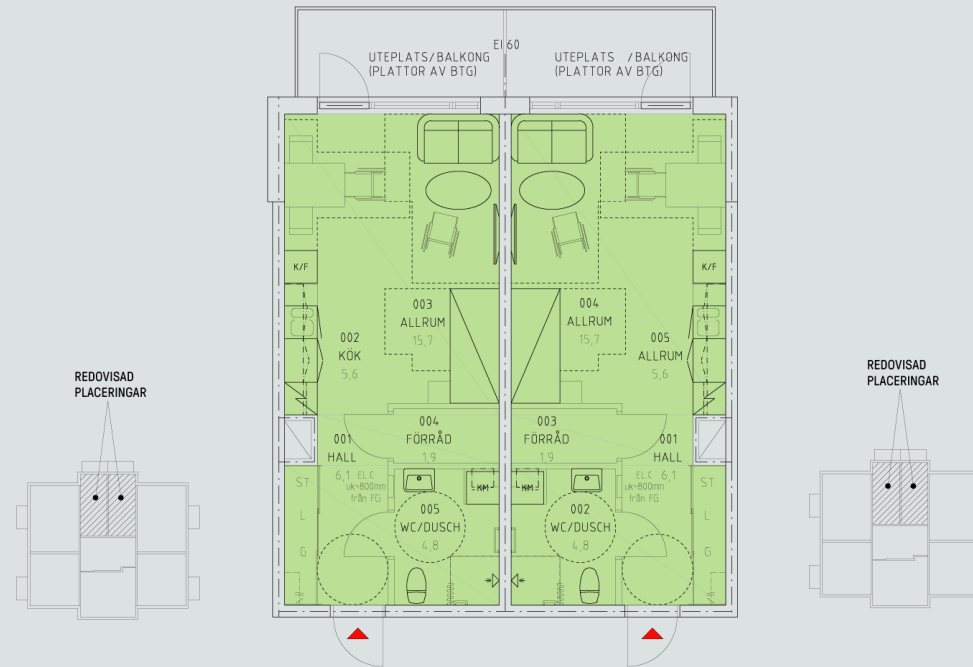 EI 60
UTEPLATS/BALKONG
(PLATTOR AV BTG)
UTEPLATS /BALKONG
(PLATTOR AV BTG)
K/F
K/F
003
ALLRUM
15,7
004
ALLRUM
15,7
002
KÖK
5,6
005
ALLRUM
5,6
REDOVISAD
PLACERINGAR
REDOVISAD
PLACERINGAR
004
FÖRRÅD
1,9
003
FÖRRÅD
1,9
001
HALL
6,1
EL.C
uk=800mm
från FG
001
HALL
6,1
EL.C
uk=800mm
från FG
ST
L
G
KM
KM
ST
L
G
005
WC/DUSCH
4,8
002
WC/DUSCH
4,8